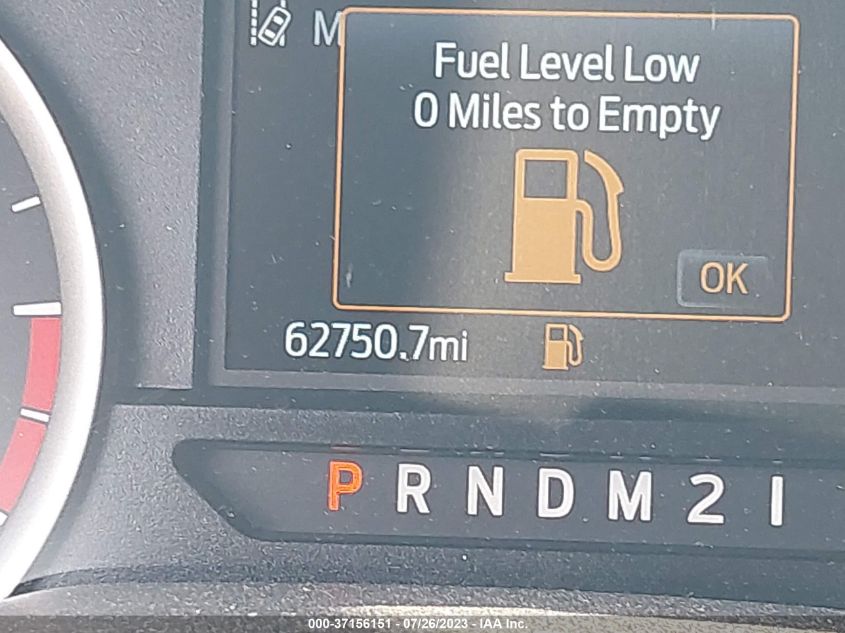 M
Fuel Level Low
0 Miles to Empty
OK
62750.7mi
P R N D M 2 1
000-37156151 - 07/26/2023 - IAA Inc.